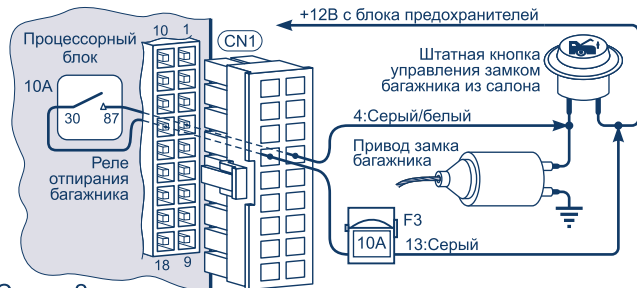 +12В с блока предохранителей
10 1
CN1
Процессорный
блок
10А
30 87
Реле
отпирания
багажника
18 9
Штатная кнопка
управления замком
багажника из салона
4:Серый/белый
Привод замка
багажника
F3
10А
13:Серый